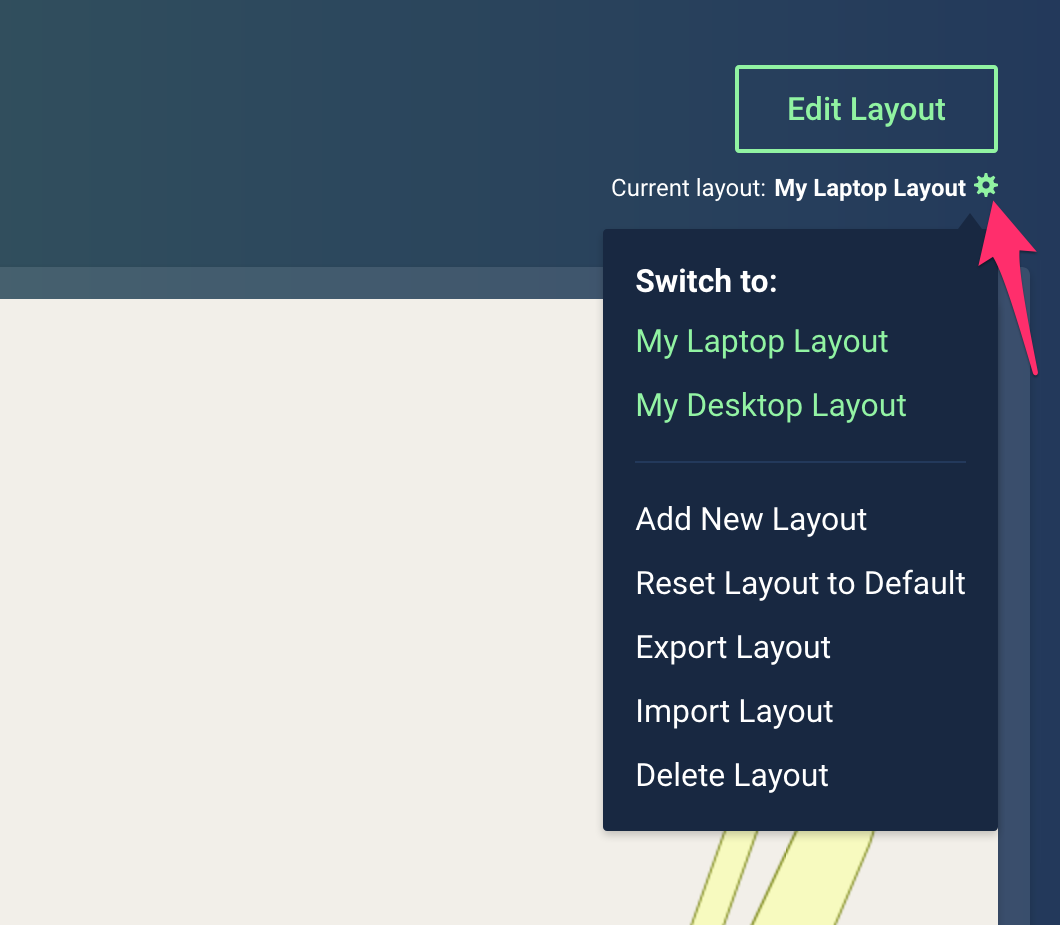 Edit Layout
Current layout: My Laptop Layout
Switch to:
My Laptop Layout
My Desktop Layout
Add New Layout
Reset Layout to Default
Export Layout
Import Layout
Delete Layout